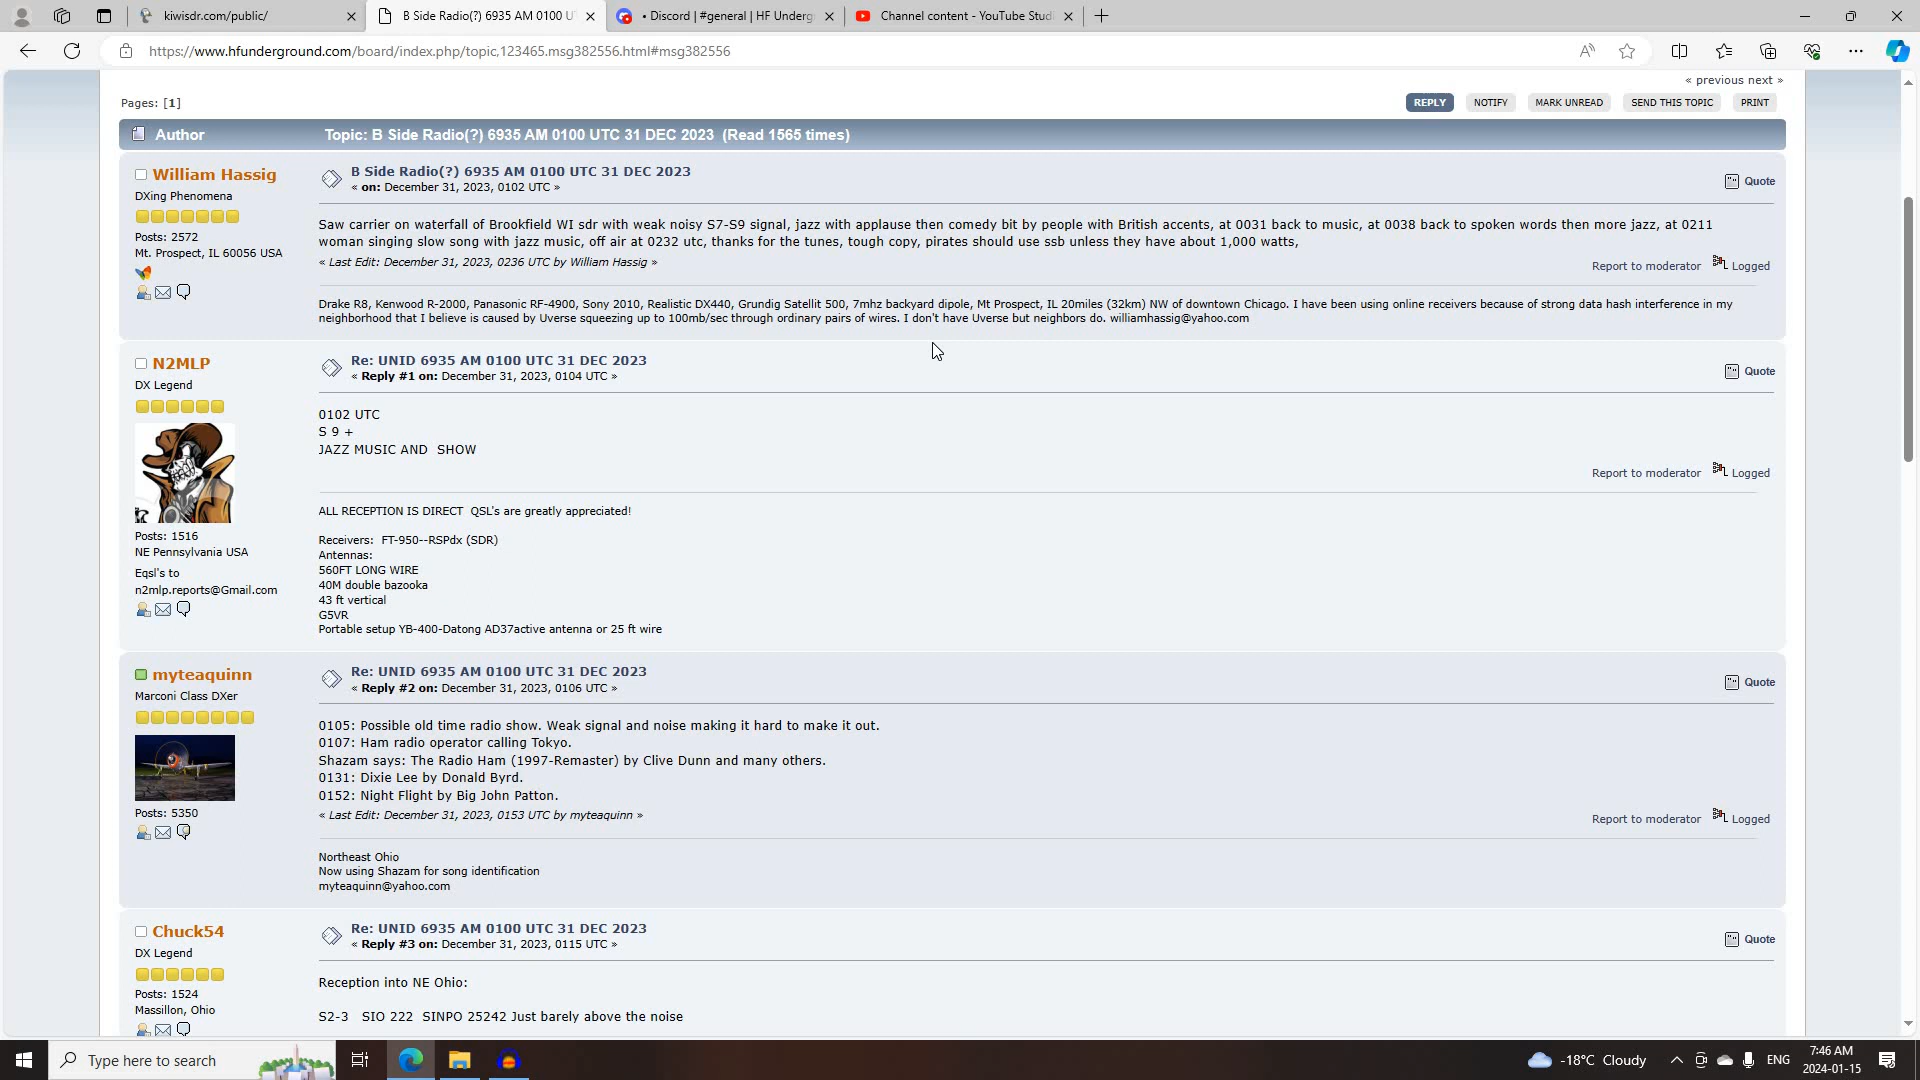 kiwisdr.com/public/
B Side Radio(?) 6935 AM 0100 U
• Discord | #general | HF Underg
Channel content - YouTube Stud
https://www.hfunderground.com/board/index.php/topic,123465.msg382556.html#msg382556
« previous next »
Pages: [1]
REPLY NOTIFY MARK UNREAD SEND THIS TOPIC PRINT
Author Topic: B Side Radio(?) 6935 AM 0100 UTC 31 DEC 2023 (Read 1565 times)
William Hassig
DXing Phenomena
Posts: 2572
Mt. Prospect, IL 60056 USA
B Side Radio(?) 6935 AM 0100 UTC 31 DEC 2023
« on: December 31, 2023, 0102 UTC »
Quote
Saw carrier on waterfall of Brookfield WI sdr with weak noisy S7-S9 signal, jazz with applause then comedy bit by people with British accents, at 0031 back to music, at 0038 back to spoken words then more jazz, at 0211
woman singing slow song with jazz music, off air at 0232 utc, thanks for the tunes, tough copy, pirates should use ssb unless they have about 1,000 watts,
« Last Edit: December 31, 2023, 0236 UTC by William Hassig »
Report to moderator Logged
Drake R8, Kenwood R-2000, Panasonic RF-4900, Sony 2010, Realistic DX440, Grundig Satellit 500, 7mhz backyard dipole, Mt Prospect, IL 20miles (32km) NW of downtown Chicago. I have been using online receivers because of strong data hash interference in my
neighborhood that I believe is caused by Uverse squeezing up to 100mb/sec through ordinary pairs of wires. I don't have Uverse but neighbors do. williamhassig@yahoo.com
N2MLP
DX Legend
Posts: 1516
NE Pennsylvania USA
Eqsl's to
n2mlp.reports@Gmail.com
Re: UNID 6935 AM 0100 UTC 31 DEC 2023
« Reply #1 on: December 31, 2023, 0104 UTC »
Quote
0102 UTC
S 9 +
JAZZ MUSIC AND SHOW
Report to moderator Logged
ALL RECEPTION IS DIRECT QSL's are greatly appreciated!
Receivers: FT-950--RSPdx (SDR)
Antennas:
560FT LONG WIRE
40M double bazooka
43 ft vertical
G5VR
Portable setup YB-400-Datong AD37active antenna or 25 ft wire
myteaquinn
Marconi Class DXer
Posts: 5350
Re: UNID 6935 AM 0100 UTC 31 DEC 2023
« Reply #2 on: December 31, 2023, 0106 UTC »
Quote
0105: Possible old time radio show. Weak signal and noise making it hard to make it out.
0107: Ham radio operator calling Tokyo.
Shazam says: The Radio Ham (1997-Remaster) by Clive Dunn and many others.
0131: Dixie Lee by Donald Byrd.
0152: Night Flight by Big John Patton.
« Last Edit: December 31, 2023, 0153 UTC by myteaquinn »
Report to moderator Logged
Northeast Ohio
Now using Shazam for song identification
myteaquinn@yahoo.com
Chuck54
DX Legend
Posts: 1524
Massillon, Ohio
Re: UNID 6935 AM 0100 UTC 31 DEC 2023
« Reply #3 on: December 31, 2023, 0115 UTC »
Quote
Reception into NE Ohio:
S2-3 SIO 222 SINPO 25242 Just barely above the noise
Type here to search
-18°C Cloudy
ENG
7:46 AM
2024-01-15